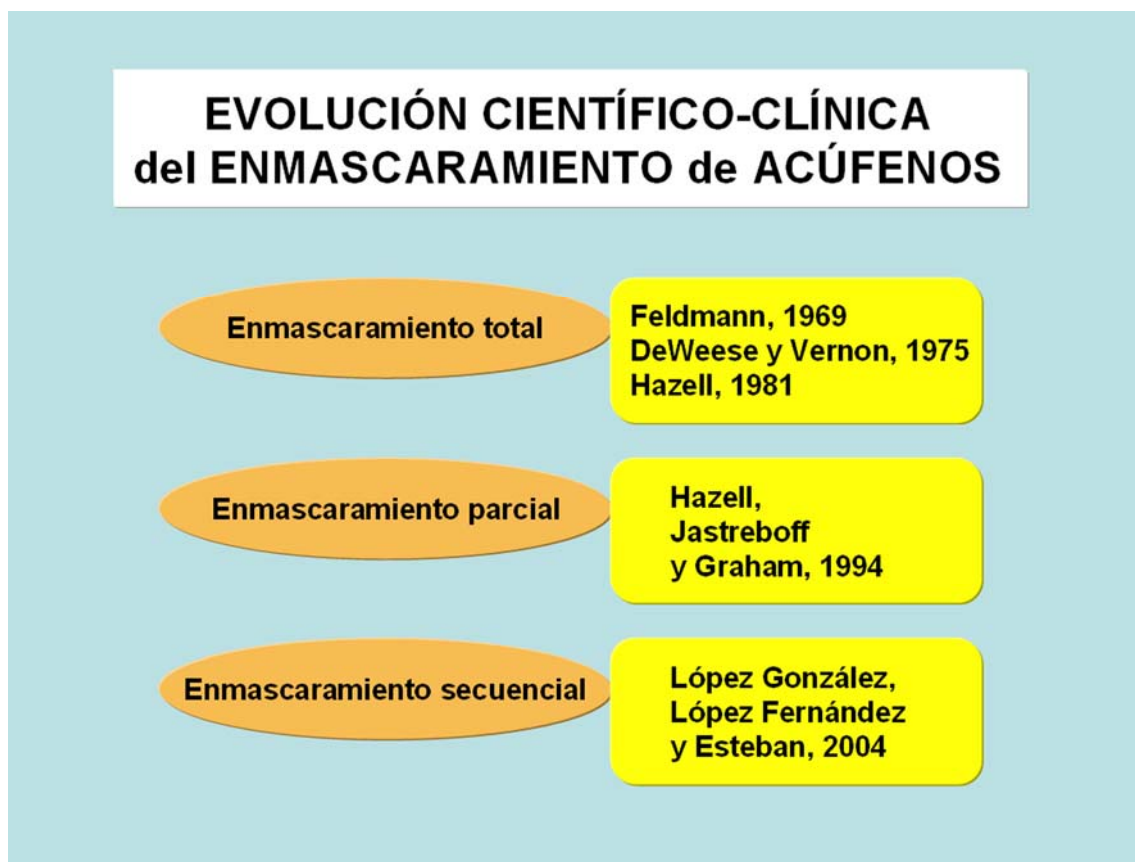 EVOLUCIÓN CIENTÍFICO-CLÍNICA
del ENMASCARAMIENTO de ACÚFENOS
Enmascaramiento total
Feldmann, 1969
DeWeese y Vernon, 1975
Hazell, 1981
Enmascaramiento parcial
Hazell,
Jastreboff
y Graham, 1994
Enmascaramiento secuencial
López González,
López Fernández
y Esteban, 2004